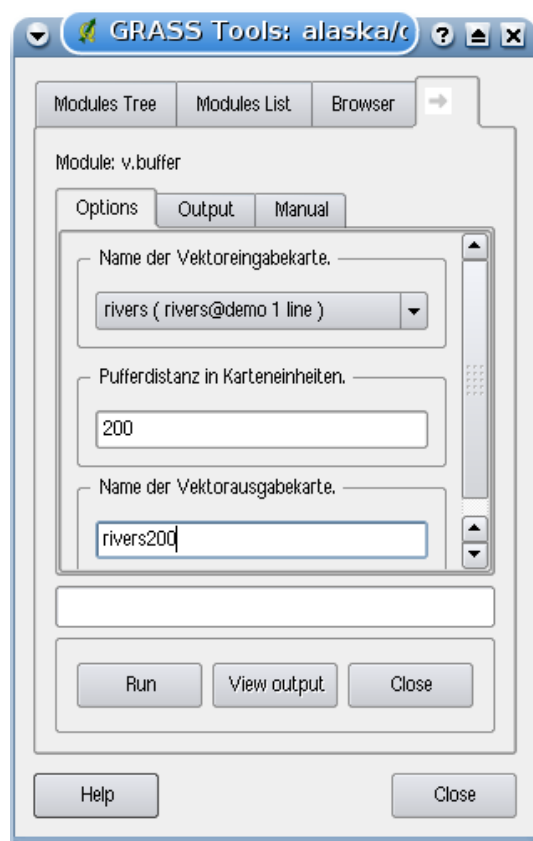 GRASS Tools: alaska/
Modules Tree Modules List Browser
Module: v.buffer
Options Output Manual
Name der Vektoreingabekarte.
rivers ( rivers@demo 1 line )
Pufferdistanz in Karteneinheiten.
200
Name der Vektorausgabekarte.
rivers200
Run View output Close
Help Close